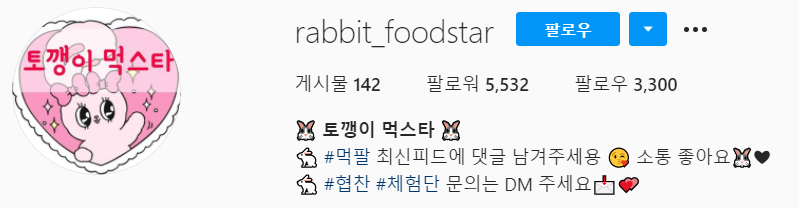 토깽이 먹스타
rabbit_foodstar 팔로우
게시물 142 팔로워 5,532 팔로우 3,300
🐰 토깽이 먹스타 🐰
🐇 #먹팔 최신피드에 댓글 남겨주세용 😘 소통 좋아요🐰🖤
🐇 #협찬 #체험단 문의는 DM 주세요📩💕